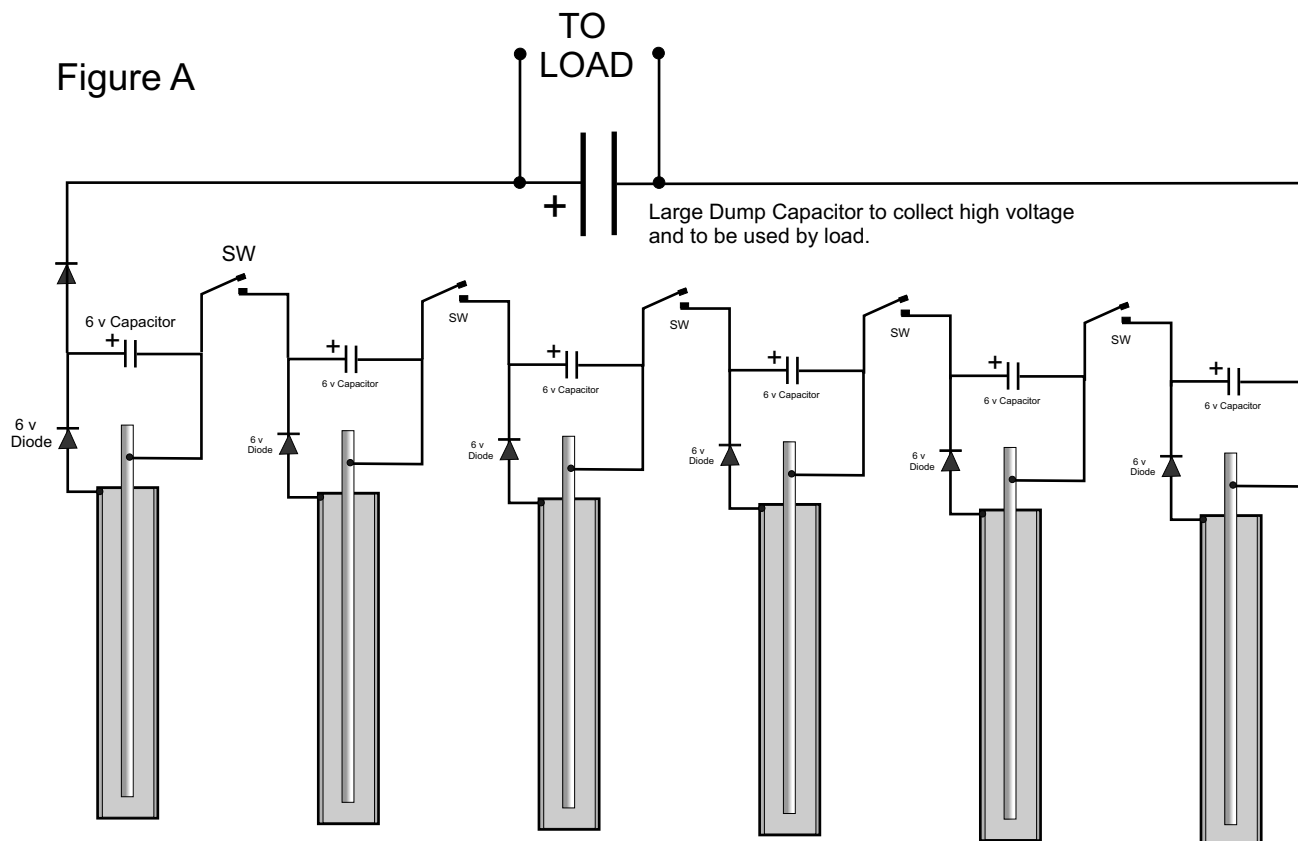 Figure A
TO
LOAD
+
Large Dump Capacitor to collect high voltage
and to be used by load.
SW
6 v Capacitor
+
6 v
Diode
SW
+
6 v Capacitor
6 v
Diode
SW
+
6 v Capacitor
6 v
Diode
SW
+
6 v Capacitor
6 v
Diode
SW
+
6 v Capacitor
6 v
Diode
+
6 v Capacitor
6 v
Diode